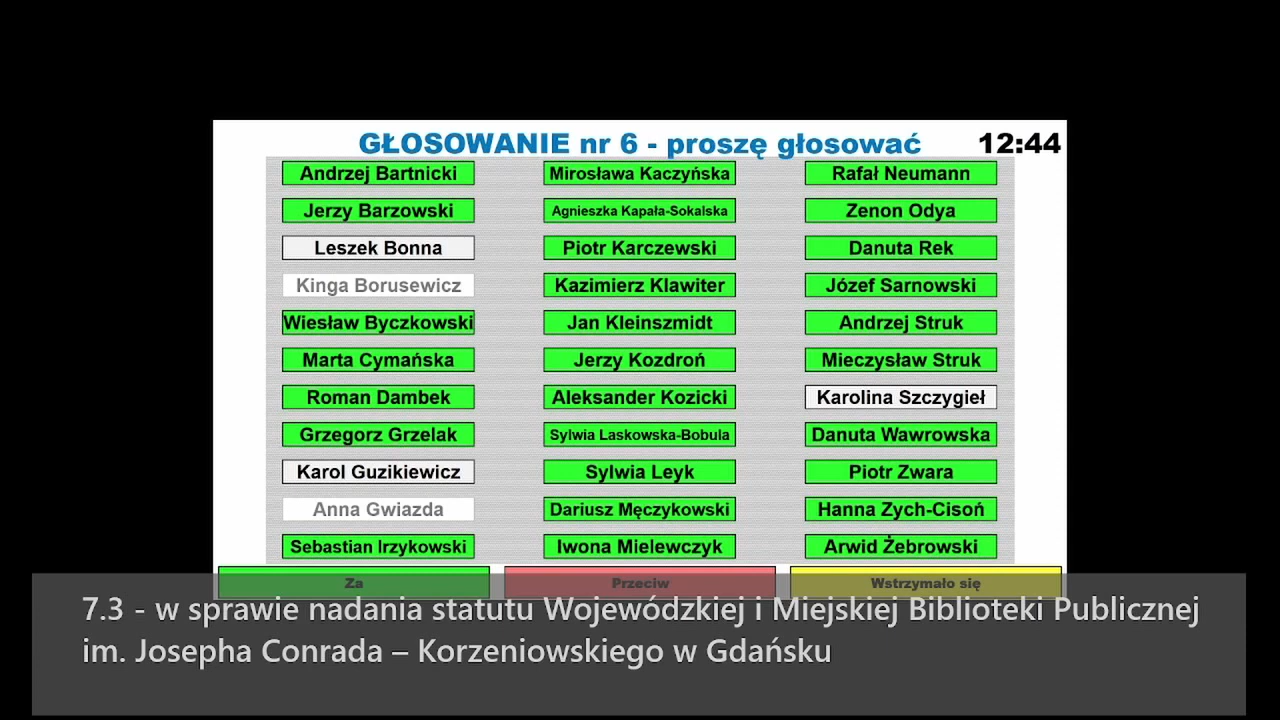 GŁOSOWANIE nr 6 - proszę głosować 12:44
Andrzej Bartnicki Mirosława Kaczyńska Rafał Neumann
Jerzy Barzowski Agnieszka Kapała-Sokalska Zenon Odya
Leszek Bonna Piotr Karczewski Danuta Rek
Kinga Borusewicz Kazimierz Klawiter Józef Sarnowski
Wiesław Byczkowski Jan Kleinszmidt Andrzej Struk
Marta Cymańska Jerzy Kozdroń Mieczysław Struk
Roman Dambek Aleksander Kozicki Karolina Szczygieł
Grzegorz Grzelak Sylwia Laskowska-Bobula Danuta Wawrowska
Karol Guzikiewicz Sylwia Leyk Piotr Zwara
Anna Gwiazda Dariusz Męczykowski Hanna Zych-Cisoń
Sebastian Irzykowski Iwona Mielewczyk Arwid Żebrowski
Za Przeciw Wstrzymało się
7.3 - w sprawie nadania statutu Wojewódzkiej i Miejskiej Biblioteki Publicznej
im. Josepha Conrada – Korzeniowskiego w Gdańsku